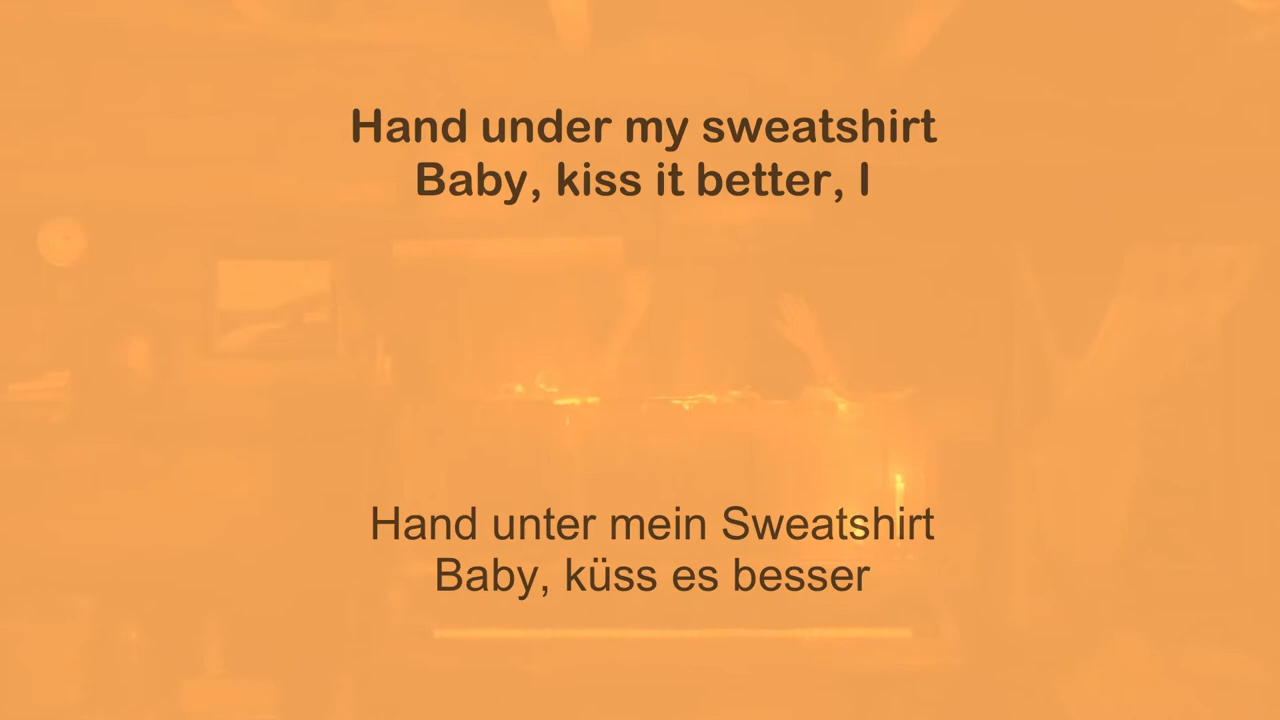 Hand under my sweatshirt
Baby, kiss it better, I
Hand unter mein Sweatshirt
Baby, küss es besser